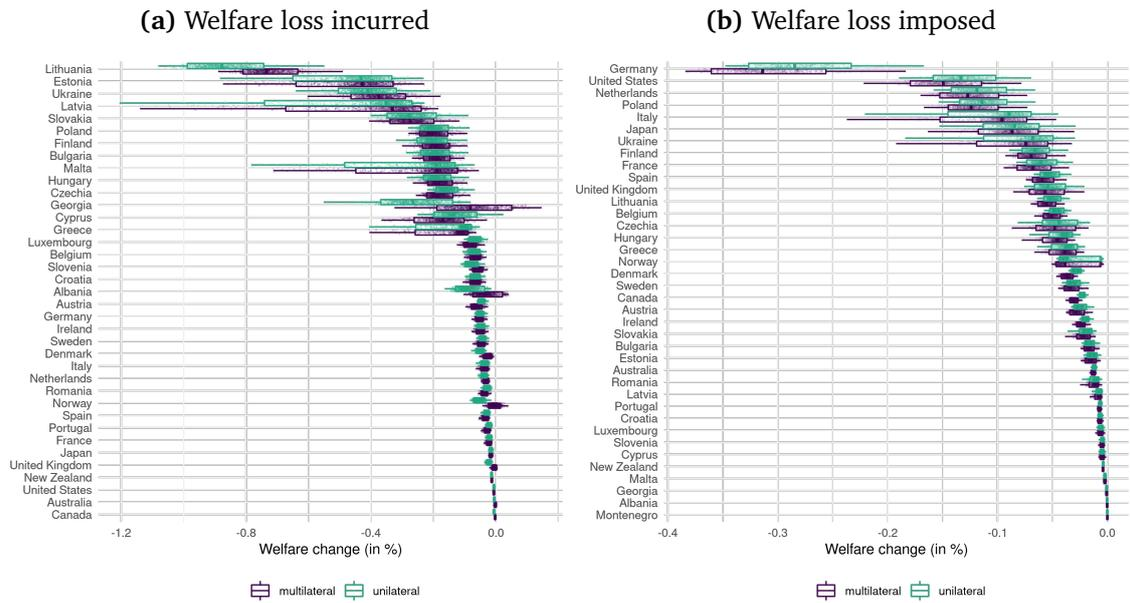 (a) Welfare loss incurred
Lithuania
Estonia
Ukraine
Latvia
Slovakia
Poland
Finland
Bulgaria
Malta
Hungary
Czechia
Georgia
Cyprus
Greece
Luxembourg
Belgium
Slovenia
Croatia
Albania
Austria
Germany
Ireland
Sweden
Denmark
Italy
Netherlands
Romania
Norway
Spain
Portugal
France
Japan
United Kingdom
New Zealand
United States
Australia
Canada
-1.2 -0.8 -0.4 0.0
Welfare change (in %)
multilateral unilateral
(b) Welfare loss imposed
Germany
United States
Netherlands
Poland
Italy
Japan
Ukraine
Finland
France
Spain
United Kingdom
Lithuania
Belgium
Czechia
Hungary
Greece
Norway
Denmark
Sweden
Canada
Austria
Ireland
Slovakia
Bulgaria
Estonia
Australia
Romania
Latvia
Portugal
Croatia
Luxembourg
Slovenia
Cyprus
New Zealand
Malta
Georgia
Albania
Montenegro
-0.4 -0.3 -0.2 -0.1 0.0
Welfare change (in %)
multilateral unilateral